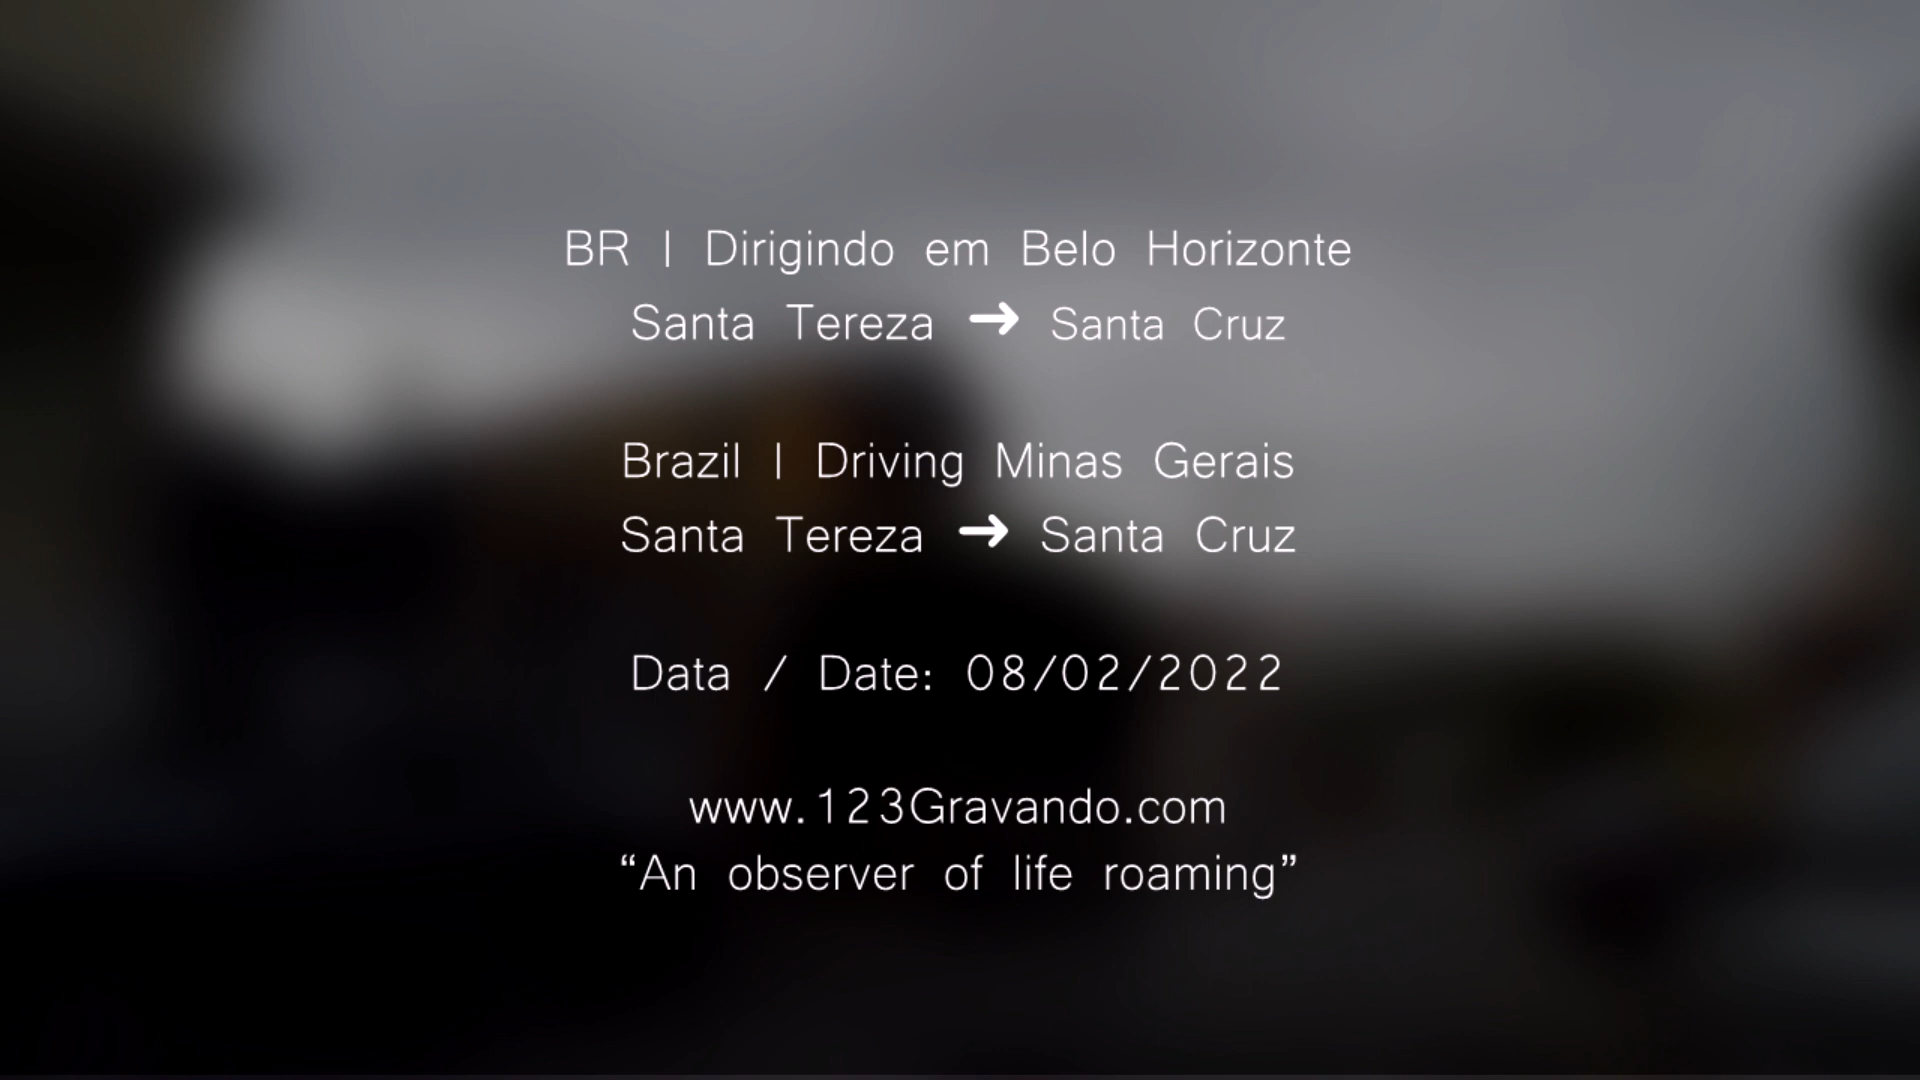 BR | Dirigindo em Belo Horizonte
Santa Tereza ➜ Santa Cruz
Brazil | Driving Minas Gerais
Santa Tereza ➜ Santa Cruz
Data / Date: 08/02/2022
www.123Gravando.com
“An observer of life roaming”